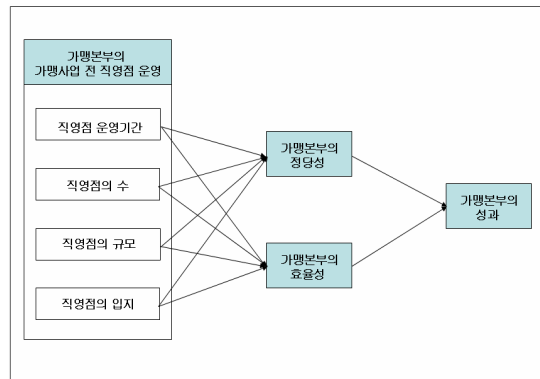 가맹본부의
가맹사업 전 직영점 운영
직영점 운영기간
직영점의 수
직영점의 규모
직영점의 입지
가맹본부의
정당성
가맹본부의
효율성
가맹본부의
성과